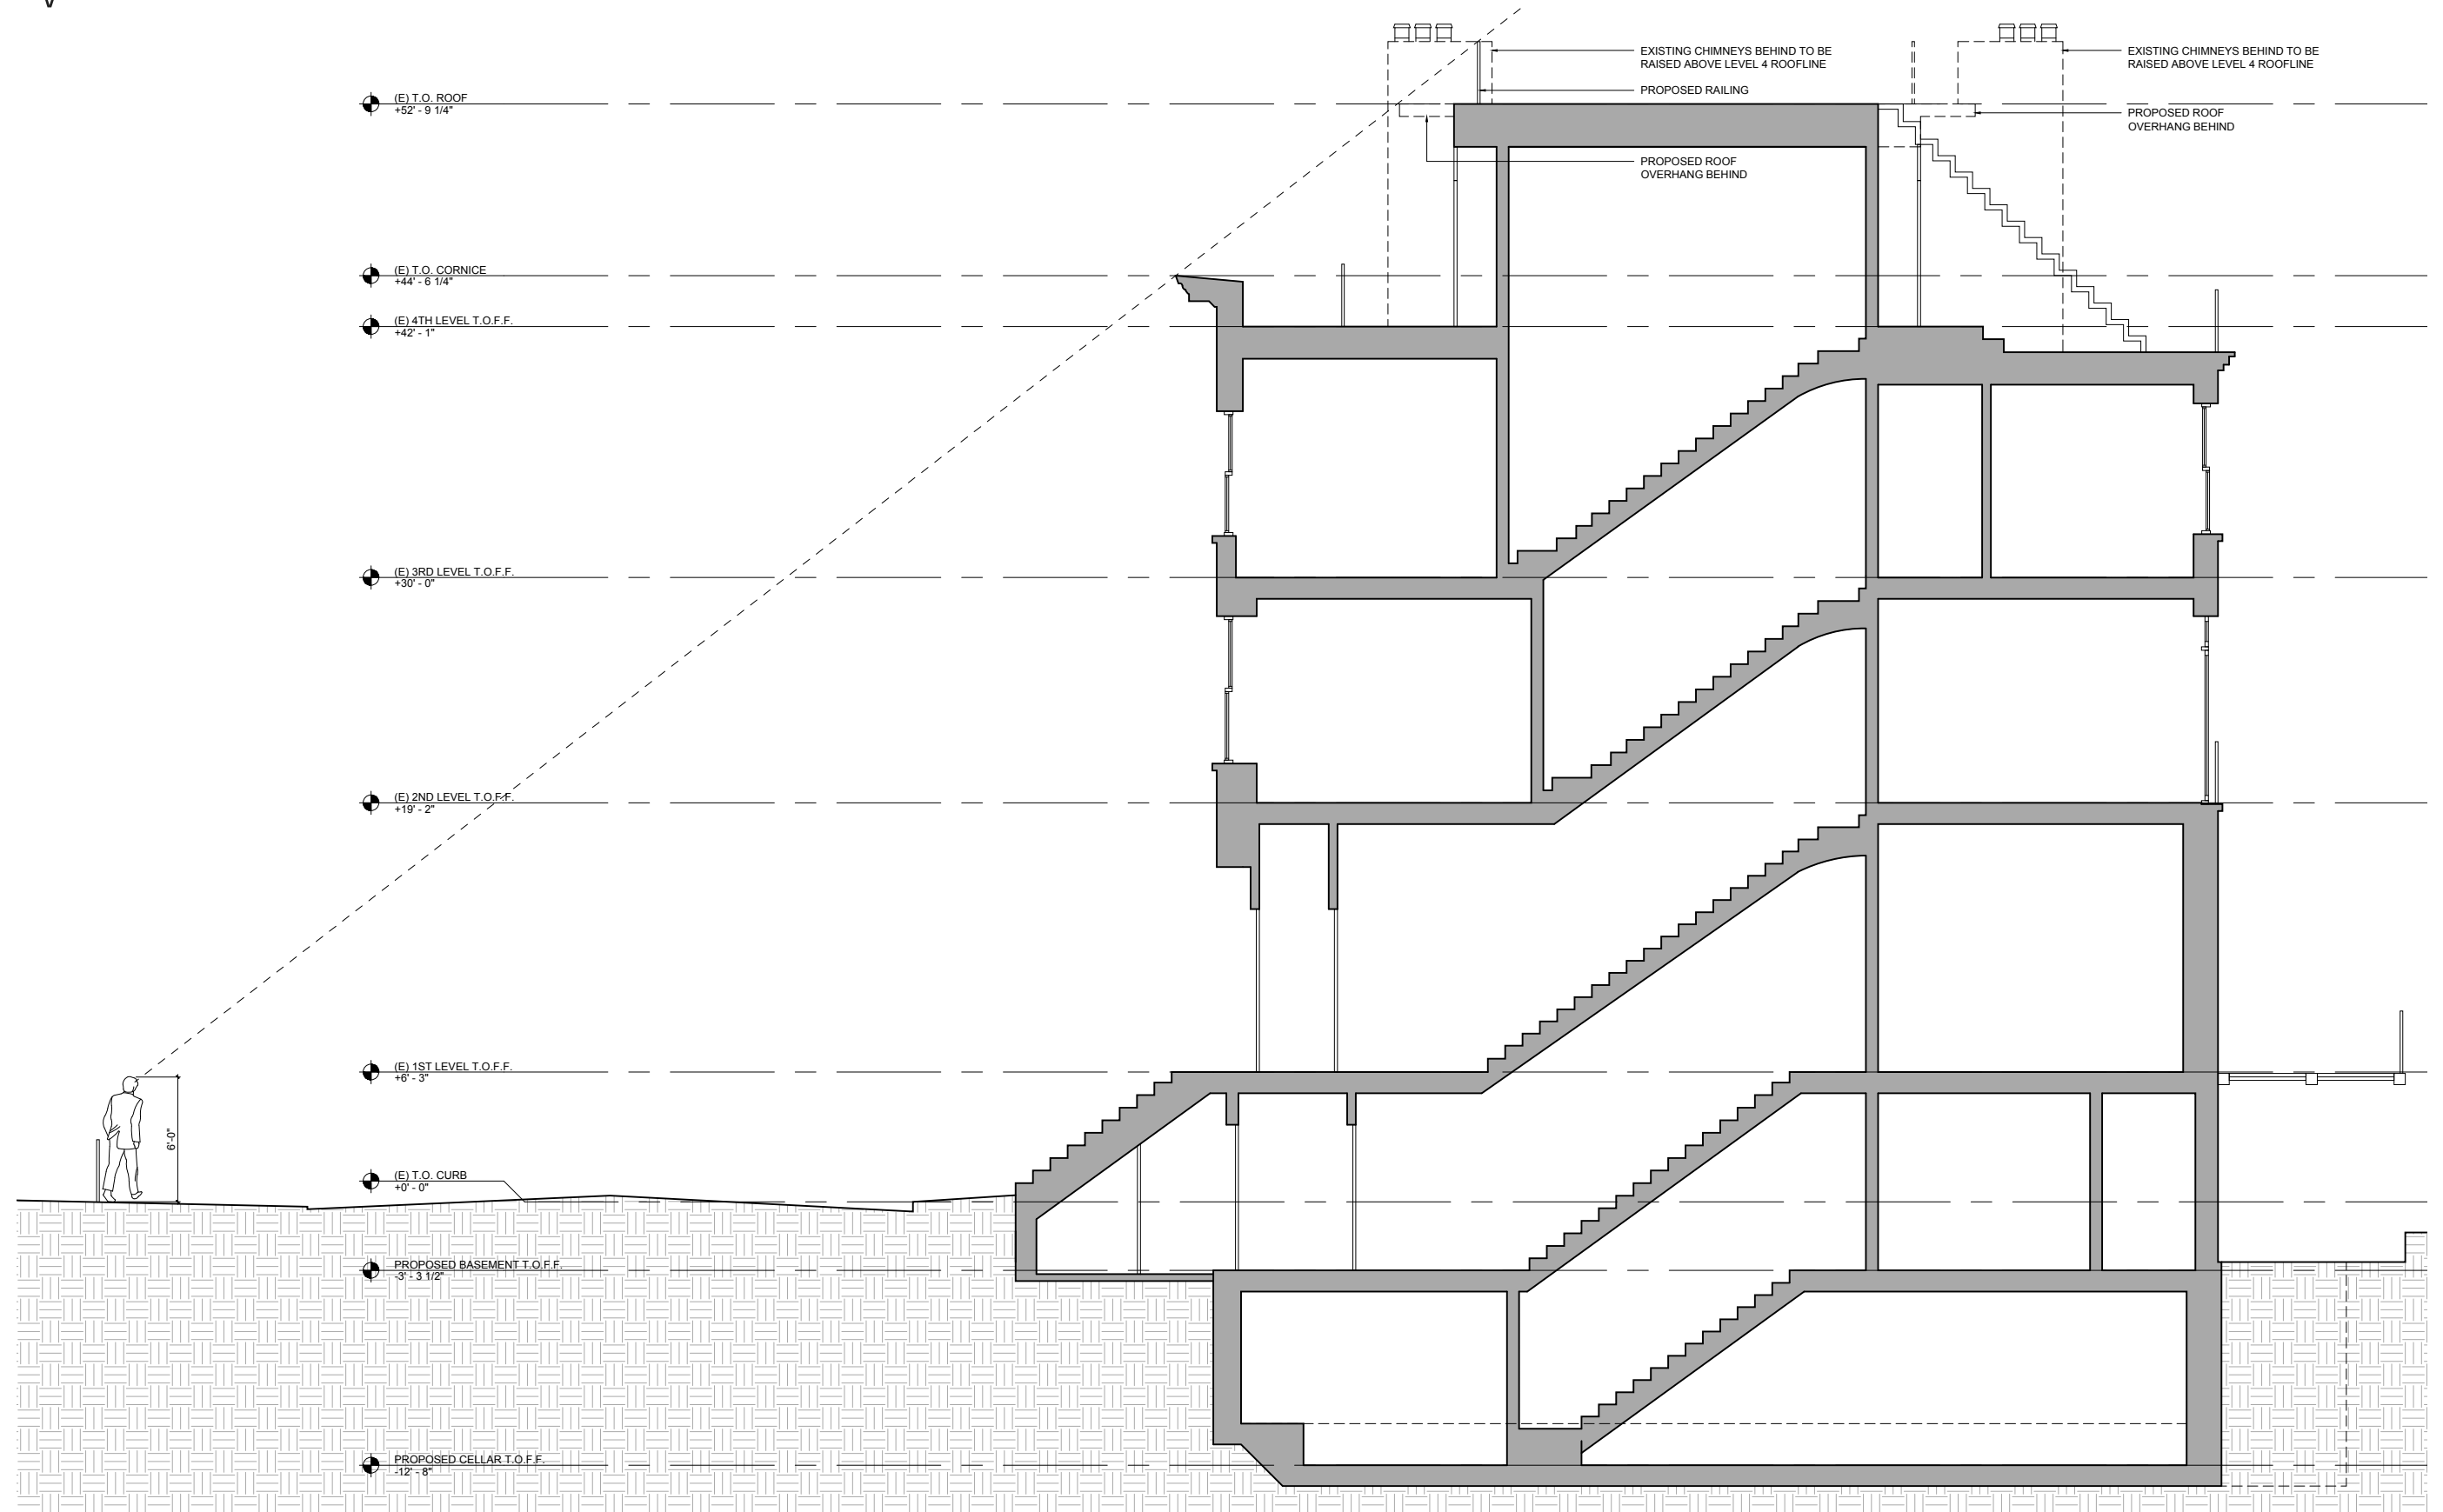 EXISTING CHIMNEYS BEHIND TO BE
RAISED ABOVE LEVEL 4 ROOFLINE
EXISTING CHIMNEYS BEHIND TO BE
RAISED ABOVE LEVEL 4 ROOFLINE
PROPOSED RAILING
(E) T.O. ROOF
+52' - 9 1/4"
PROPOSED ROOF
OVERHANG BEHIND
PROPOSED ROOF
OVERHANG BEHIND
(E) T.O. CORNICE
+44' - 6 1/4"
(E) 4TH LEVEL T.O.F.F.
+42' - 1"
(E) 3RD LEVEL T.O.F.F.
+30' - 0"
(E) 2ND LEVEL T.O.F.F.
+19' - 2"
(E) 1ST LEVEL T.O.F.F.
+6' - 3"
6'-0"
(E) T.O. CURB
+0' - 0"
PROPOSED BASEMENT T.O.F.F.
-3' - 3 1/2"
PROPOSED CELLAR T.O.F.F.
-12' - 8"